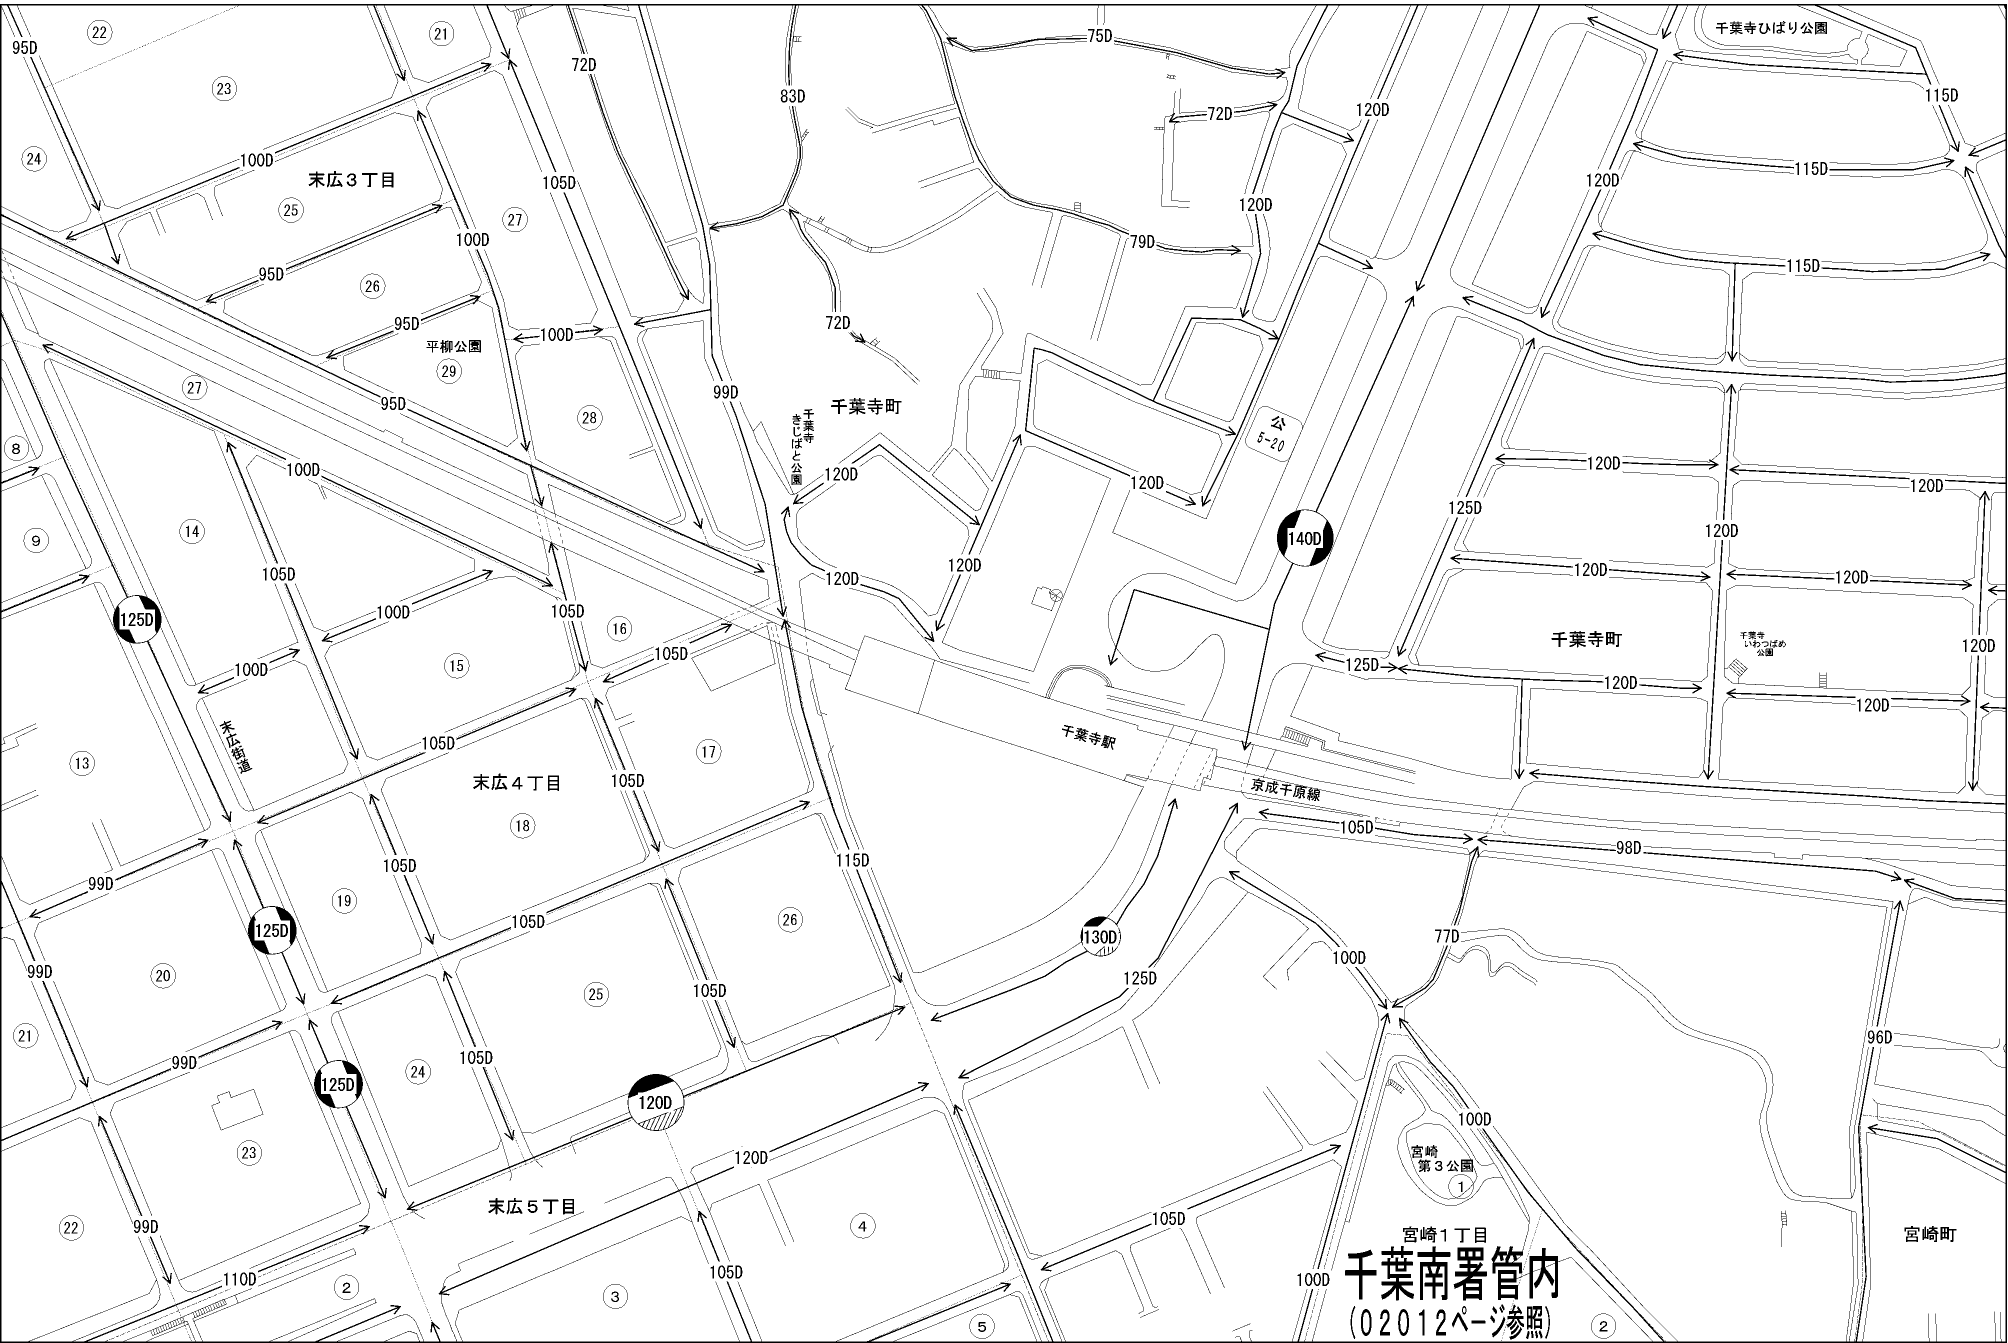 22
21
95D
72D
75D
千葉寺ひばり公園
23
83D
120D
115D
72D
24
100D
末広3丁目
105D
120D
115D
25
27
120D
100D
79D
95D
115D
26
95D
72D
100D
平柳公園
29
27
95D
99D
28
千葉寺町
千葉寺
きじばと公園
公
5-20
8
100D
120D
120D
120D
120D
125D
14
9
140D
120D
105D
120D
120D
120D
120D
100D
105D
125D
16
千葉寺町
千葉寺
いわつばめ
公園
120D
105D
15
100D
125D
120D
120D
末広街道
105D
千葉寺駅
17
13
105D
末広4丁目
京成千原線
18
105D
98D
115D
105D
99D
19
105D
26
125D
130D
77D
100D
99D
20
125D
25
105D
21
96D
99D
105D
24
125D
120D
100D
23
宮崎
第3公園
120D
1
末広5丁目
105D
22
99D
4
宮崎1丁目
宮崎町
110D
105D
100D
千葉南署管内
2
3
5
2
(02012ページ参照)